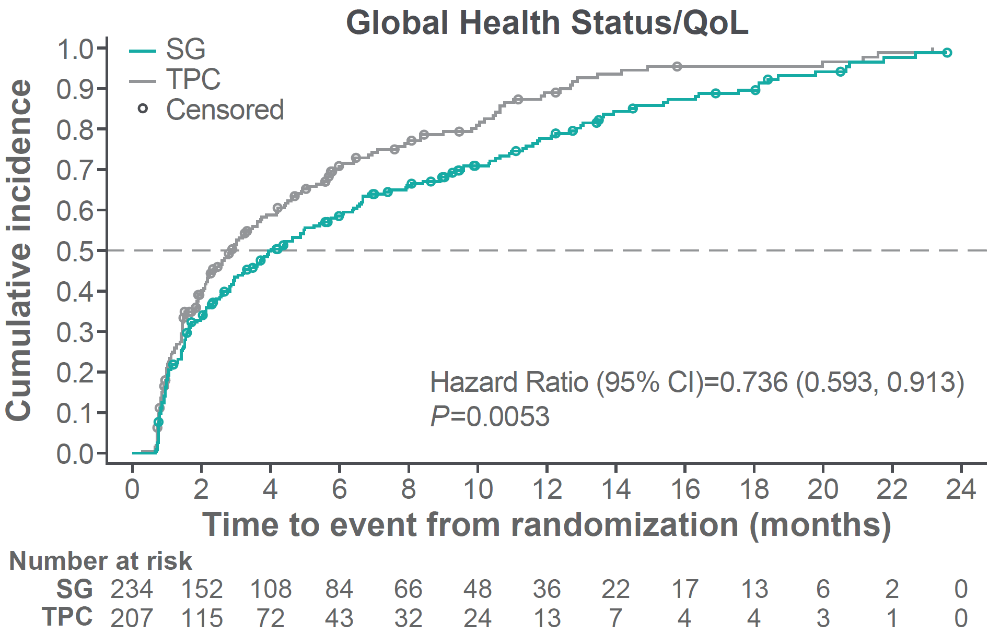 Global Health Status/QoL
SG
TPC
Censored
Cumulative incidence
1.0
0.9
0.8
0.7
0.6
0.5
0.4
0.3
0.2
0.1
0.0
Hazard Ratio (95% CI)=0.736 (0.593, 0.913)
P=0.0053
0 2 4 6 8 10 12 14 16 18 20 22 24
Time to event from randomization (months)
Number at risk
SG 234 152 108 84 66 48 36 22 17 13 6 2 0
TPC 207 115 72 43 32 24 13 7 4 4 3 1 0